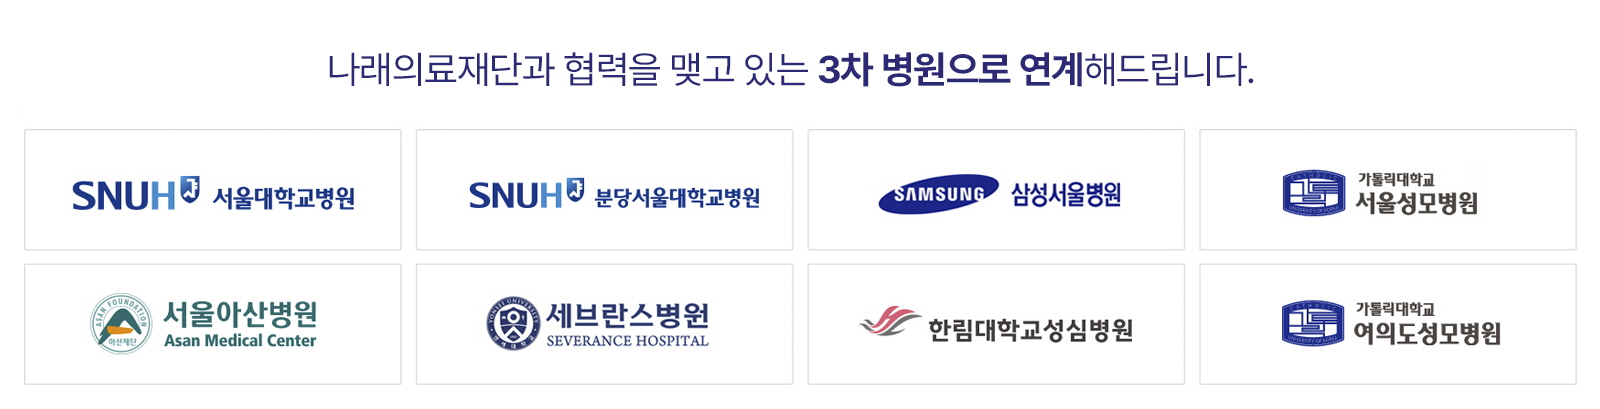 나래의료재단과 협력을 맺고 있는 3차 병원으로 연계해드립니다.
SNUH 서울대학교병원
SNUH 분당서울대학교병원
SAMSUNG 삼성서울병원
가톨릭대학교
서울성모병원
ASAN FOUNDATION
아산재단
서울아산병원
Asan Medical Center
세브란스병원
SEVERANCE HOSPITAL
한림대학교성심병원
가톨릭대학교
여의도성모병원